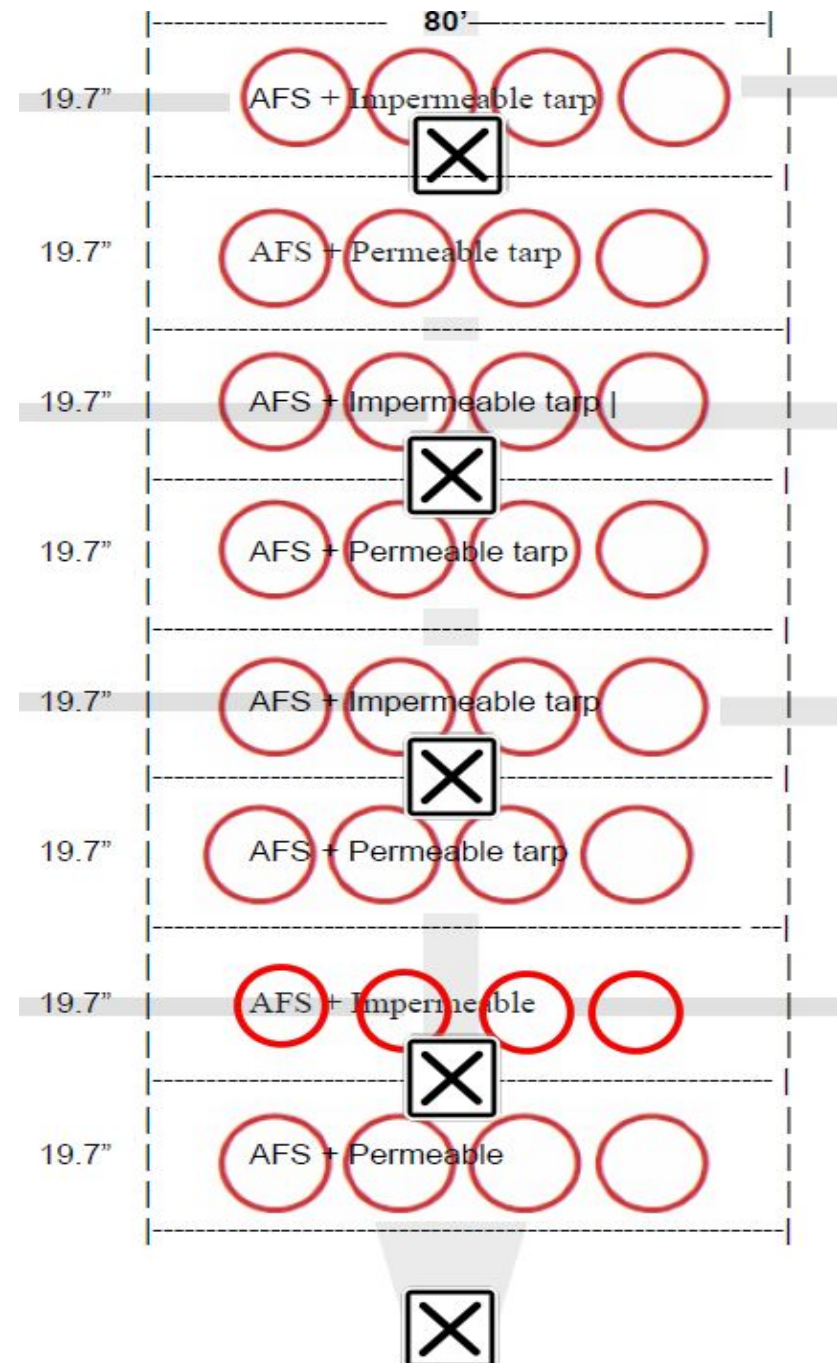 80’
19.7” AFS + Impermeable tarp
19.7” AFS + Permeable tarp
19.7” AFS + Impermeable tarp |
19.7” AFS + Permeable tarp
19.7” AFS + Impermeable tarp
19.7” AFS + Permeable tarp
19.7” AFS + Impermeable
19.7” AFS + Permeable